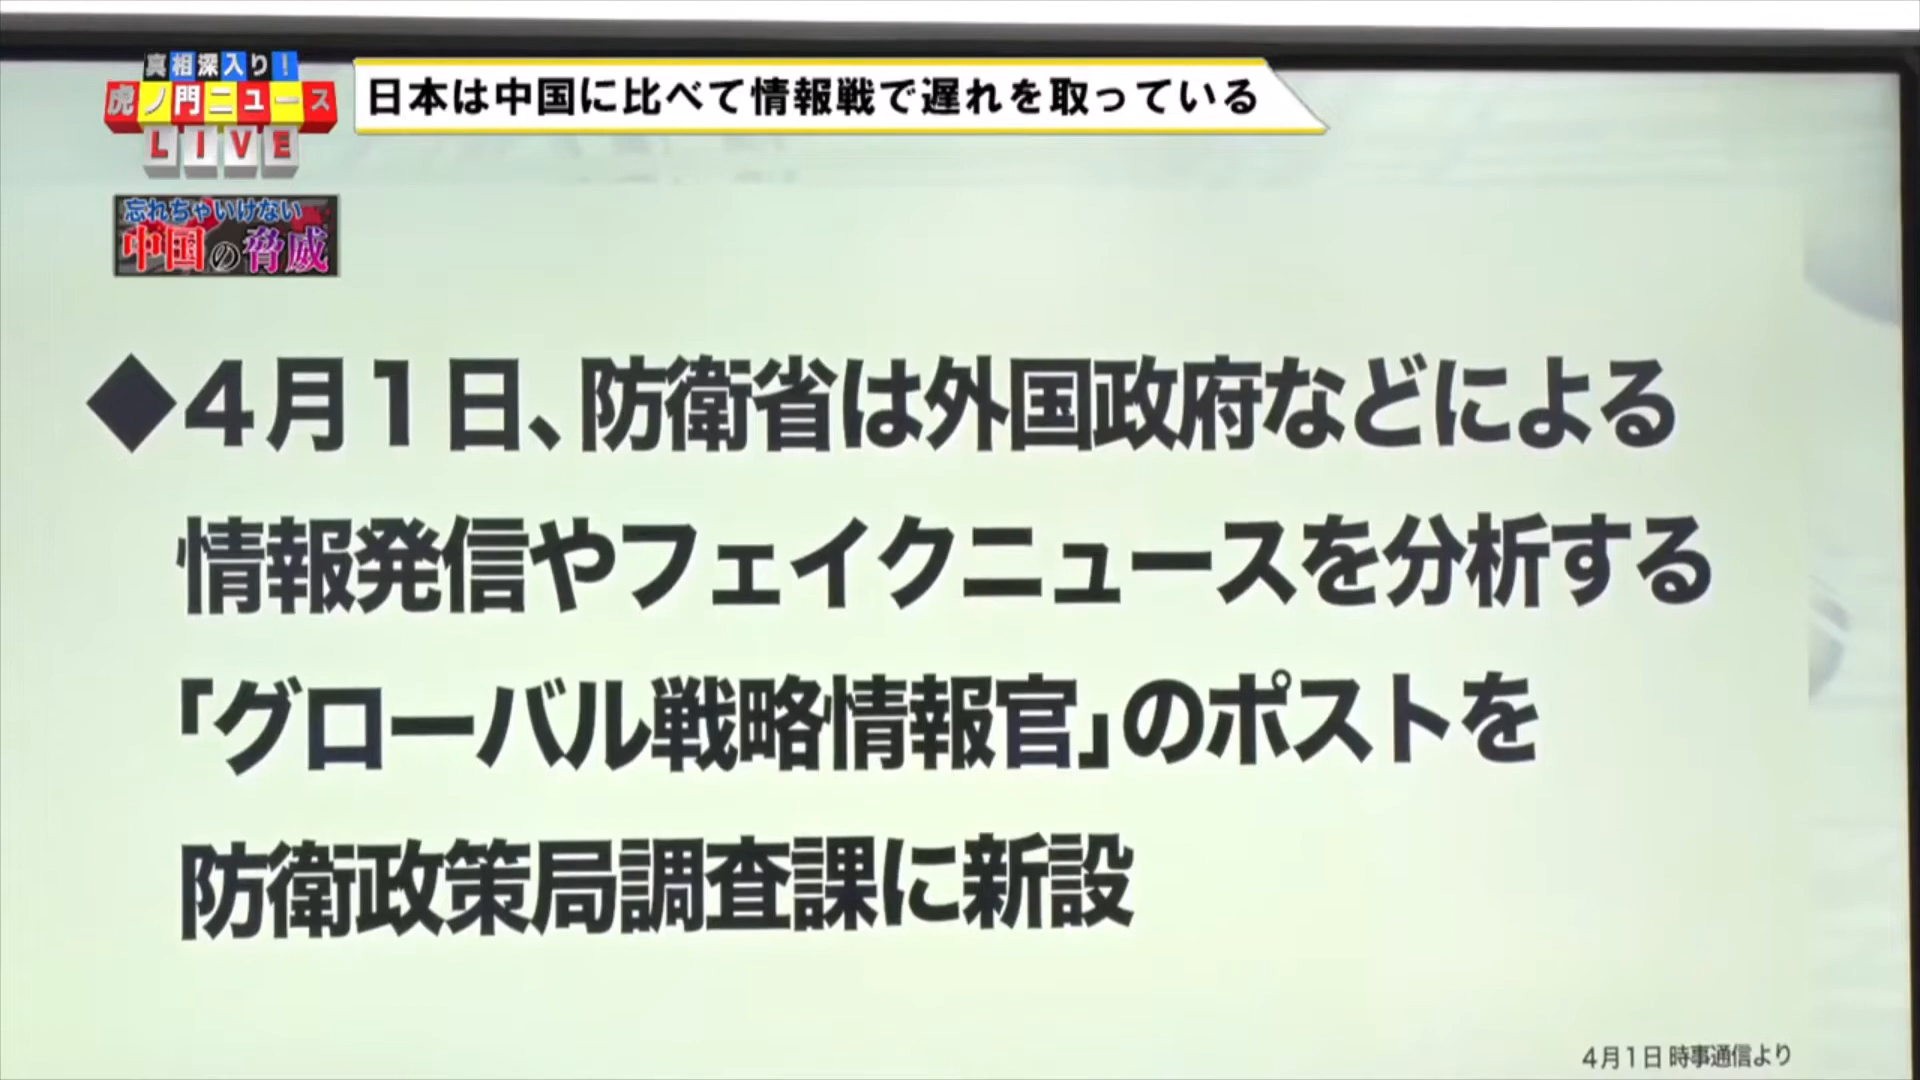 真相深入り!
虎ノ門ニュース
LIVE
日本は中国に比べて情報戦で遅れを取っている
忘れちゃいけない
中国の脅威
◆4月1日、防衛省は外国政府などによる
情報発信やフェイクニュースを分析する
「グローバル戦略情報官」のポストを
防衛政策局調査課に新設
4月1日 時事通信より